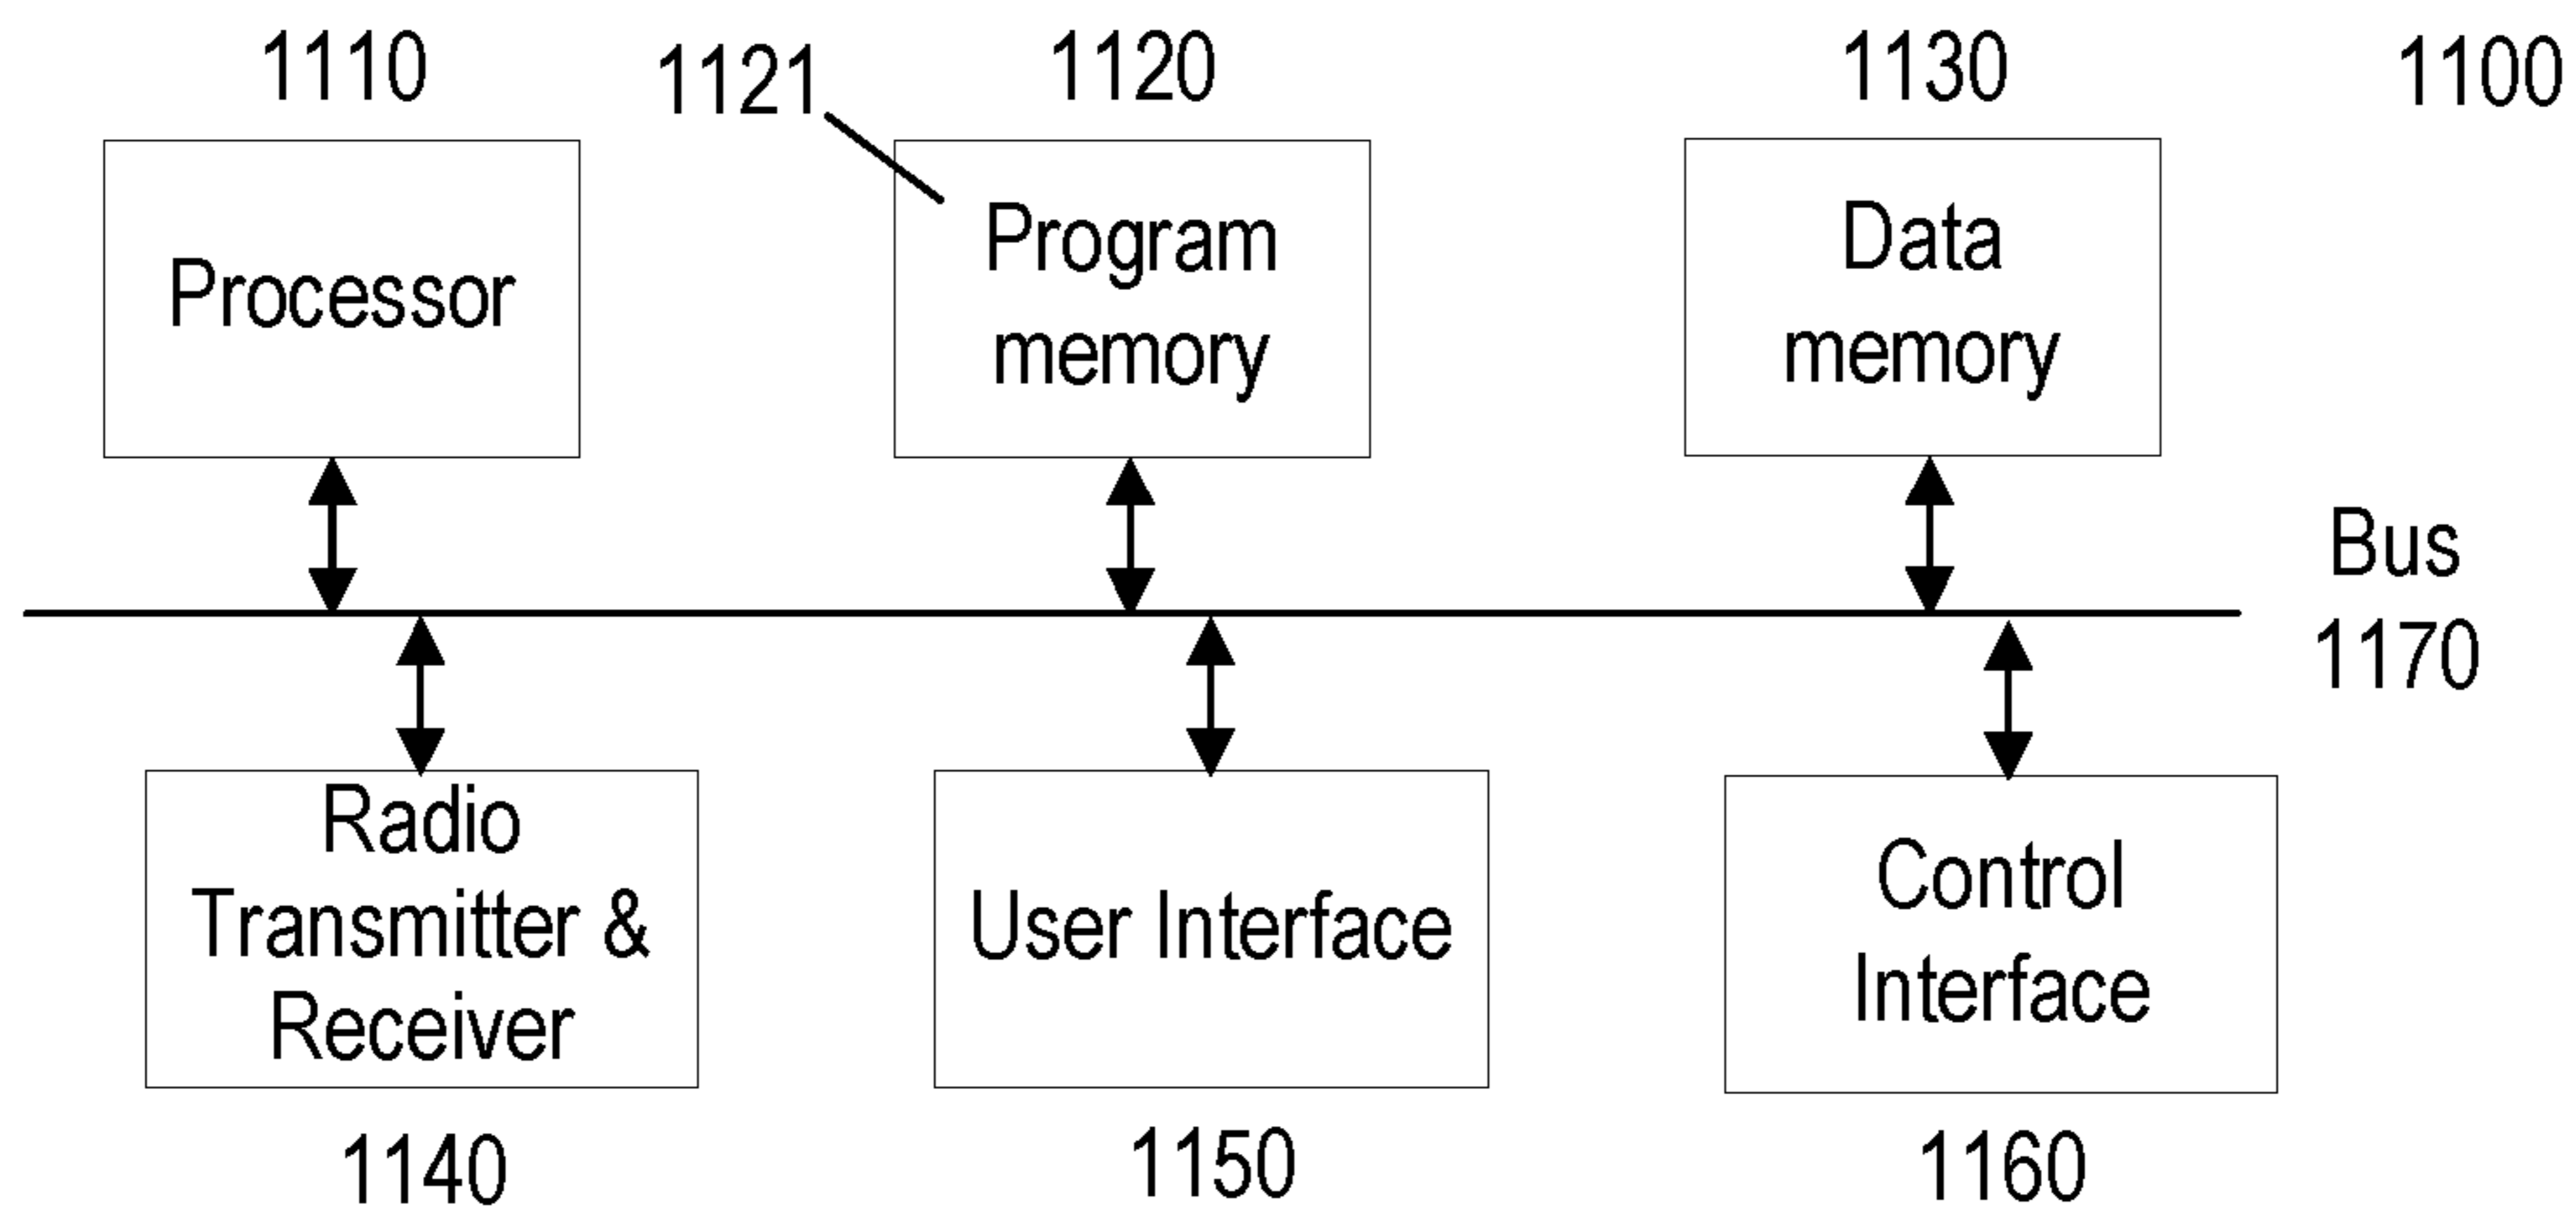 1110
1121
1120
1130
1100
Processor
Program
memory
Data
memory
Bus
1170
Radio
Transmitter &
Receiver
User Interface
Control
Interface
1140
1150
1160